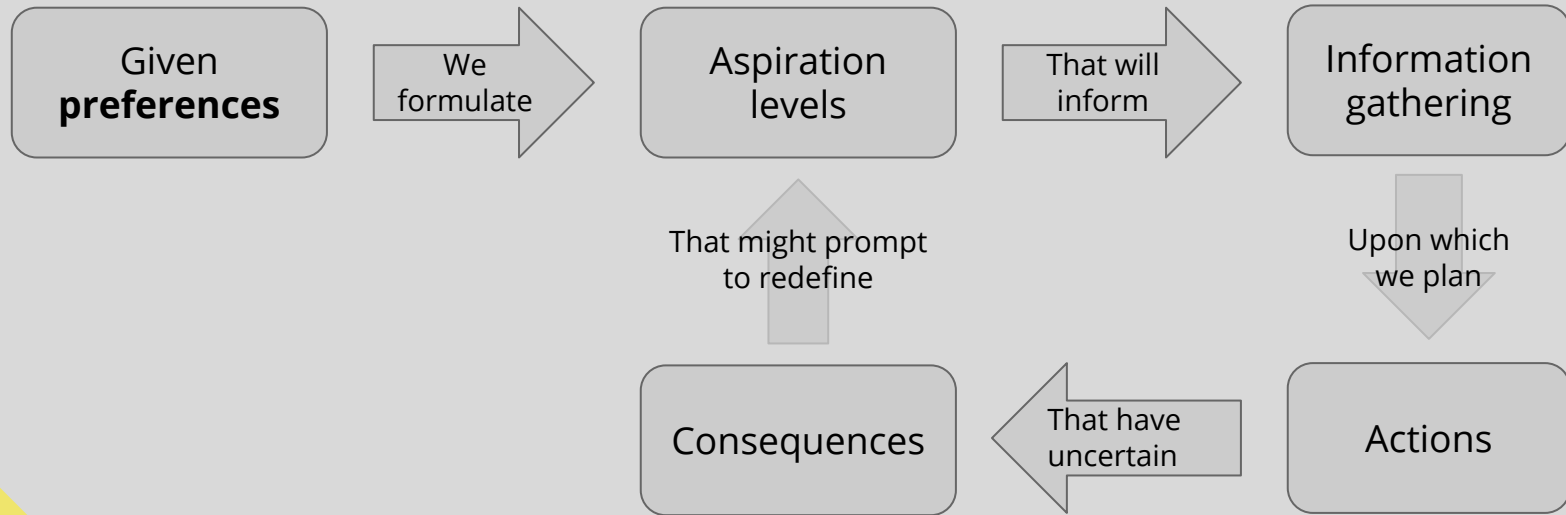 Given
preferences
We
formulate
Aspiration
levels
That will
inform
Information
gathering
Upon which
we plan
Actions
That have
uncertain
Consequences
That might prompt
to redefine